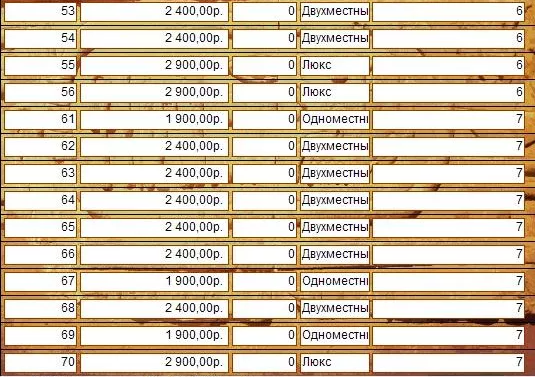 53 2 400,00р. 0 Двухместны 6
54 2 400,00р. 0 Двухместны 6
55 2 900,00р. 0 Люкс 6
56 2 900,00р. 0 Люкс 6
61 1 900,00р. 0 Одноместн 7
62 2 400,00р. 0 Двухместны 7
63 2 400,00р. 0 Двухместны 7
64 2 400,00р. 0 Двухместны 7
65 2 400,00р. 0 Двухместны 7
66 2 400,00р. 0 Двухместны 7
67 1 900,00р. 0 Одноместн 7
68 2 400,00р. 0 Двухместны 7
69 1 900,00р. 0 Одноместн 7
70 2 900,00р. 0 Люкс 7